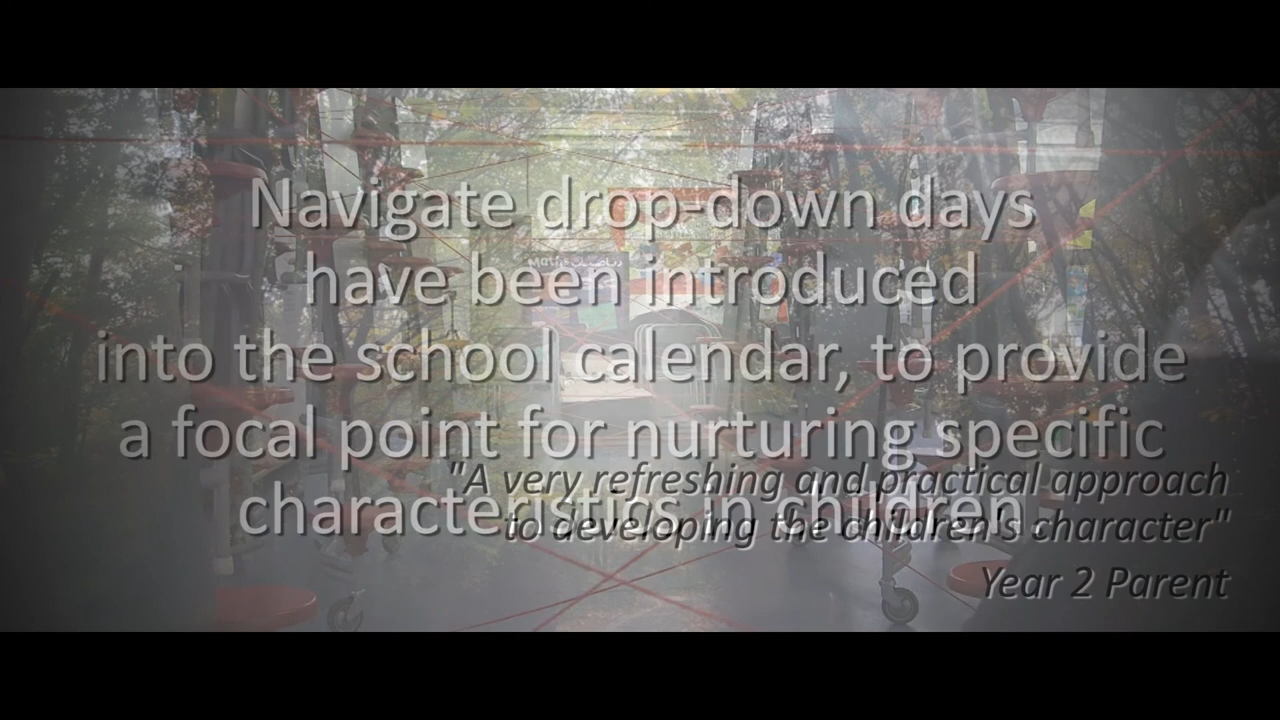 Navigate drop-down days
have been introduced
into the school calendar, to provide
a focal point for nurturing specific
characteristics in children.
"A very refreshing and practical approach
to developing the children's character"
Year 2 Parent